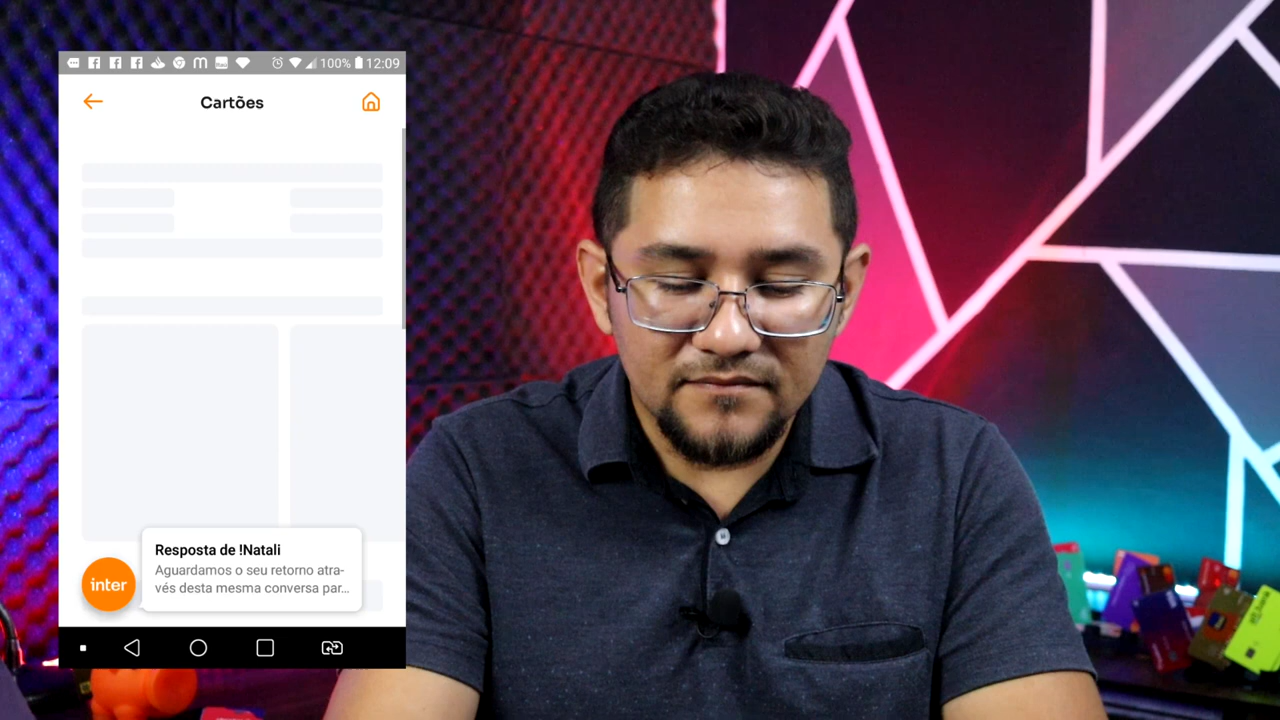 100% 12:09
Cartões
Resposta de !Natali
Aguardamos o seu retorno atra-
vés desta mesma conversa par...
inter